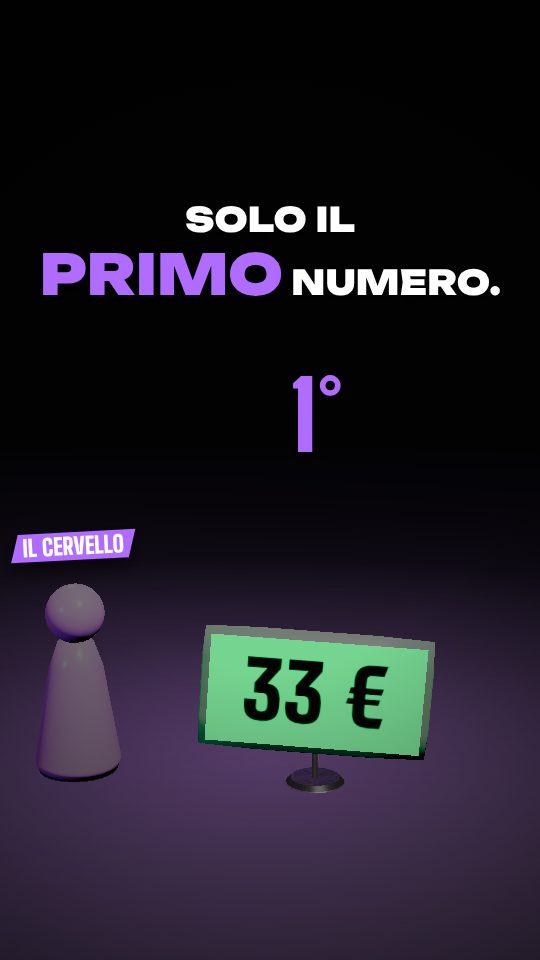 SOLO IL
PRIMO NUMERO.
1°
IL CERVELLO
33 €